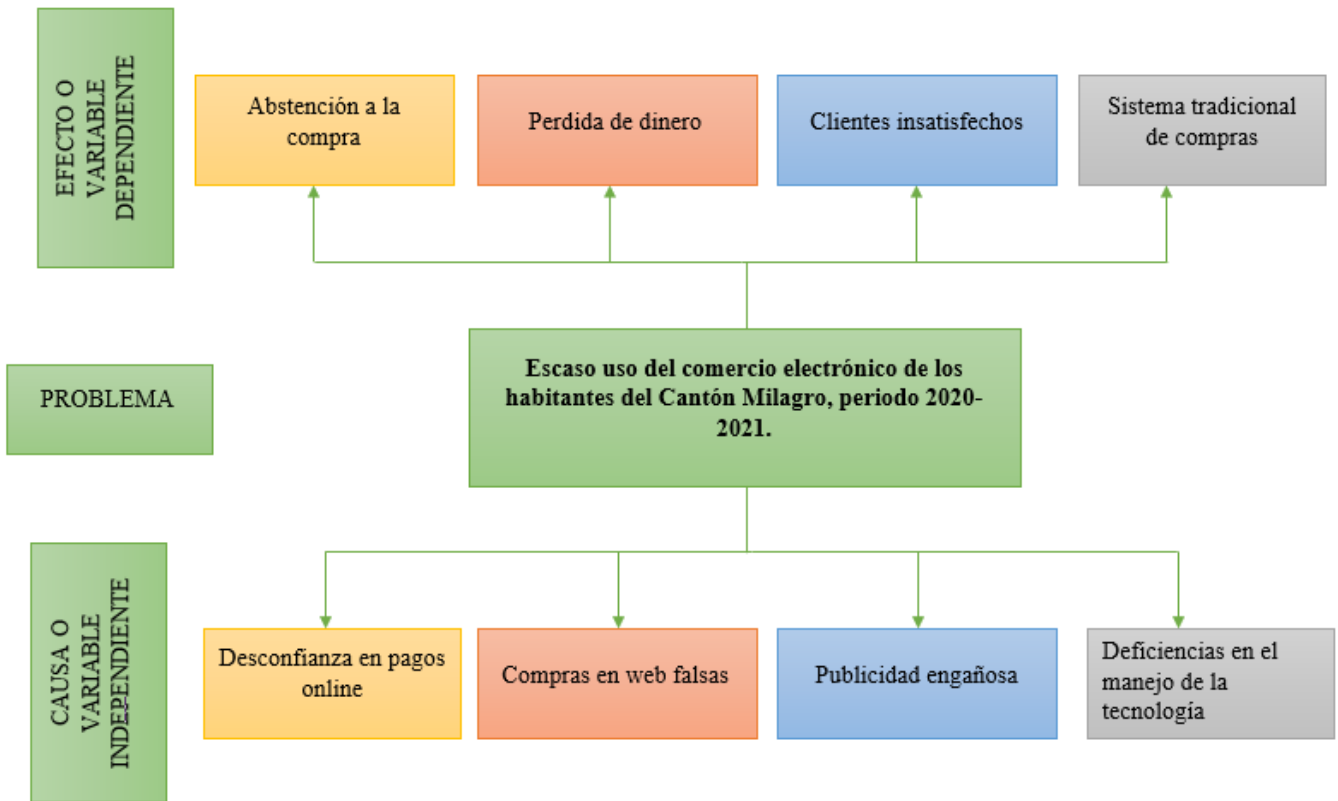 EFECTO O
VARIABLE
DEPENDIENTE
Abstención a la
compra
Perdida de dinero
Clientes insatisfechos
Sistema tradicional
de compras
PROBLEMA
Escaso uso del comercio electrónico de los
habitantes del Cantón Milagro, periodo 2020-
2021.
CAUSA O
VARIABLE
INDEPENDIENTE
Desconfianza en pagos
online
Compras en web falsas
Publicidad engañosa
Deficiencias en el
manejo de la
tecnología